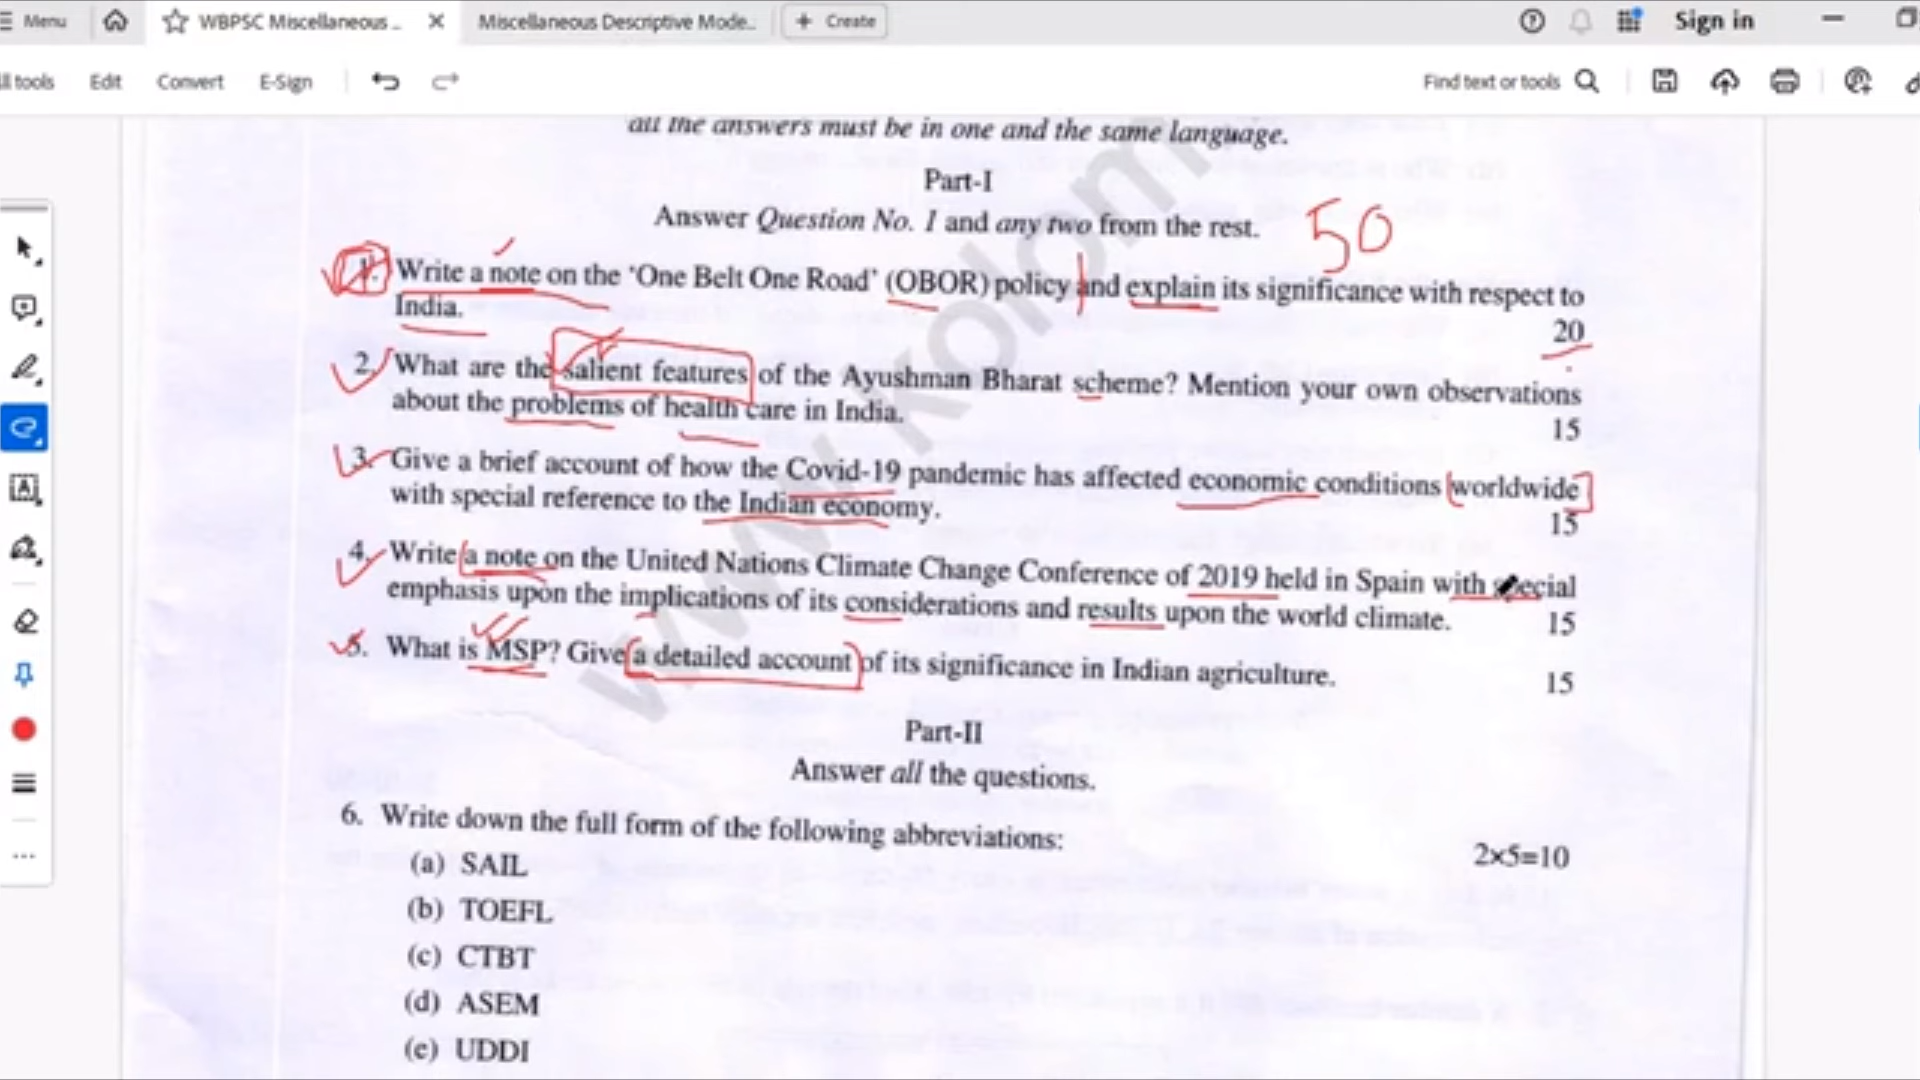 Menu
WBPSC Miscellaneous ..
Miscellaneous Descriptive Mode..
+ Create
Sign in
ll tools
Edit
Convert
E-Sign
Find text or tools
all the answers must be in one and the same language.
Part-I
Answer Question No. 1 and any two from the rest.
50
1. Write a note on the ‘One Belt One Road’ (OBOR) policy and explain its significance with respect to
India.
20
2. What are the salient features of the Ayushman Bharat scheme? Mention your own observations
about the problems of health care in India.
15
3. Give a brief account of how the Covid-19 pandemic has affected economic conditions worldwide
with special reference to the Indian economy.
15
4. Write a note on the United Nations Climate Change Conference of 2019 held in Spain with special
emphasis upon the implications of its considerations and results upon the world climate.
15
5. What is MSP? Give a detailed account of its significance in Indian agriculture.
15
Part-II
Answer all the questions.
6. Write down the full form of the following abbreviations:
2×5=10
(a) SAIL
(b) TOEFL
(c) CTBT
(d) ASEM
(e) UDDI
www.kolom